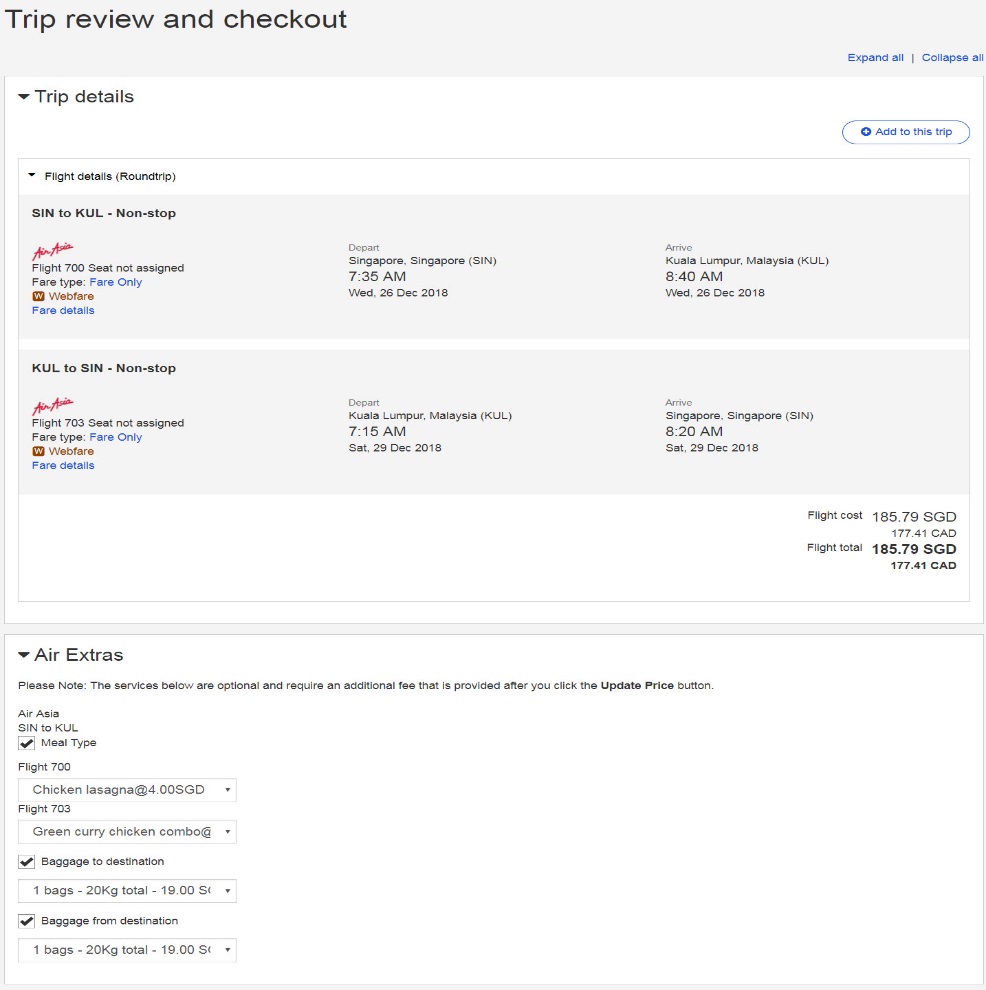 Trip review and checkout
Expand all | Collapse all
Trip details
Add to this trip
Flight details (Roundtrip)
SIN to KUL - Non-stop
Air Asia
Flight 700 Seat not assigned
Fare type: Fare Only
W Webfare
Fare details
Depart
Singapore, Singapore (SIN)
7:35 AM
Wed, 26 Dec 2018
Arrive
Kuala Lumpur, Malaysia (KUL)
8:40 AM
Wed, 26 Dec 2018
KUL to SIN - Non-stop
Air Asia
Flight 703 Seat not assigned
Fare type: Fare Only
W Webfare
Fare details
Depart
Kuala Lumpur, Malaysia (KUL)
7:15 AM
Sat, 29 Dec 2018
Arrive
Singapore, Singapore (SIN)
8:20 AM
Sat, 29 Dec 2018
Flight cost 185.79 SGD
177.41 CAD
Flight total 185.79 SGD
177.41 CAD
Air Extras
Please Note: The services below are optional and require an additional fee that is provided after you click the Update Price button.
Air Asia
SIN to KUL
Meal Type
Flight 700
Chicken lasagna@4.00SGD
Flight 703
Green curry chicken combo@
Baggage to destination
1 bags - 20Kg total - 19.00 S
Baggage from destination
1 bags - 20Kg total - 19.00 S